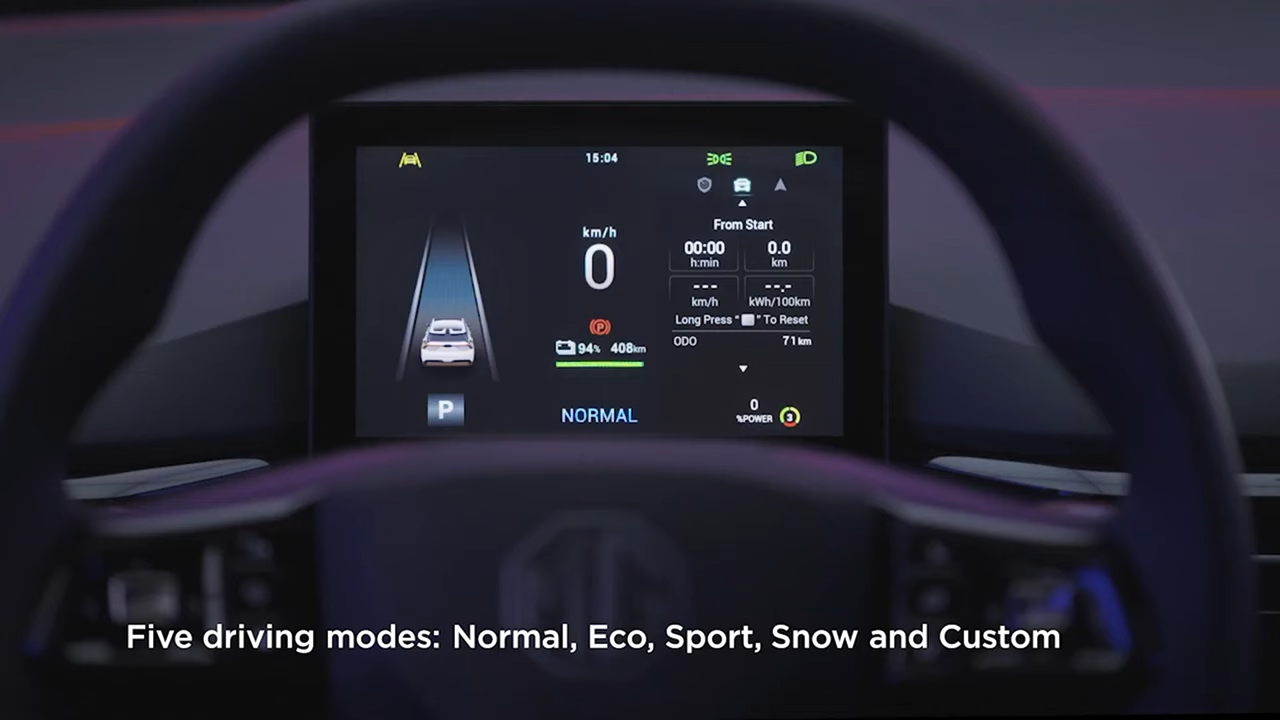 15:04
km/h
0
From Start
00:00
h:min
0.0
km
---
km/h
--.-
kWh/100km
Long Press " " To Reset
ODO 71 km
94% 408km
P
NORMAL
0
%POWER
3
MG
Five driving modes: Normal, Eco, Sport, Snow and Custom